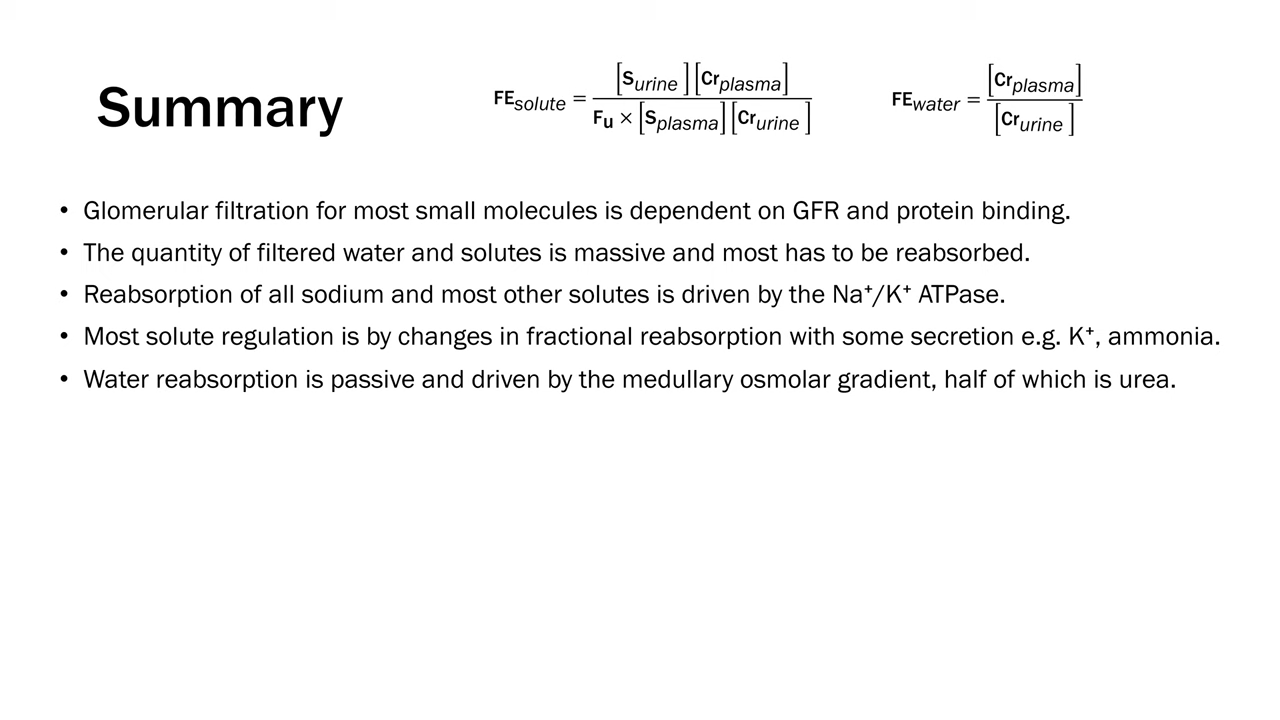 Summary
FEsolute = [Surine ] [Crplasma] / Fu × [Splasma] [Crurine ]
FEwater = [Crplasma] / [Crurine ]
• Glomerular filtration for most small molecules is dependent on GFR and protein binding.
• The quantity of filtered water and solutes is massive and most has to be reabsorbed.
• Reabsorption of all sodium and most other solutes is driven by the Na⁺/K⁺ ATPase.
• Most solute regulation is by changes in fractional reabsorption with some secretion e.g. K⁺, ammonia.
• Water reabsorption is passive and driven by the medullary osmolar gradient, half of which is urea.